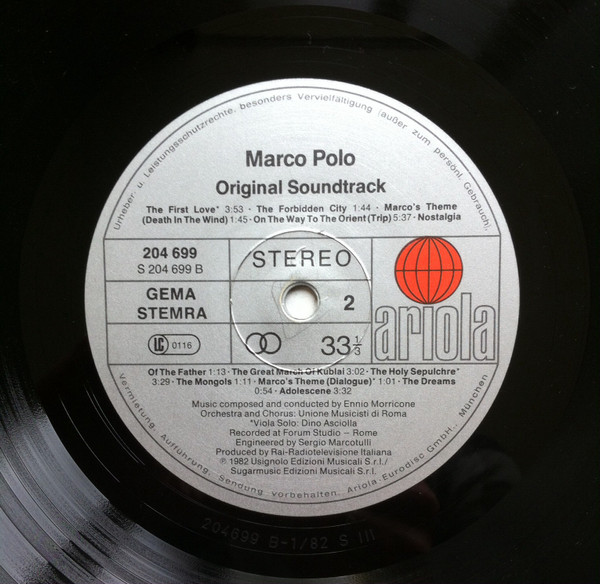 Urheber- u. Leistungsschutzrechte, besonders Vervielfältigung (außer zum persönl. Gebrauch),
Marco Polo
Original Soundtrack
The First Love* 3:53 · The Forbidden City 1:44 · Marco's Theme
(Death In The Wind) 1:45 · On The Way To The Orient (Trip) 5:37 · Nostalgia
204 699
S 204 699 B
STEREO
GEMA
STEMRA
2
LC 0116
33 1/3
ariola
Of The Father 1:13 · The Great March Of Kublai 3:02 · The Holy Sepulchre*
3:29 · The Mongols 1:11 · Marco's Theme (Dialogue)* 1:01 · The Dreams
0:54 · Adolescene 3:32
Music composed and conducted by Ennio Morricone
Orchestra and Chorus: Unione Musicisti di Roma
*Viola Solo: Dino Asciolla
Recorded at Forum Studio – Rome
Engineered by Sergio Marcotulli
Produced by Rai-Radiotelevisione Italiana
℗ 1982 Usignolo Edizioni Musicali S.r.l./
Sugarmusic Edizioni Musicali S.r.l.
Vermietung, Aufführung, Sendung vorbehalten. Ariola-Eurodisc GmbH., München
204699 B-1/82 S III